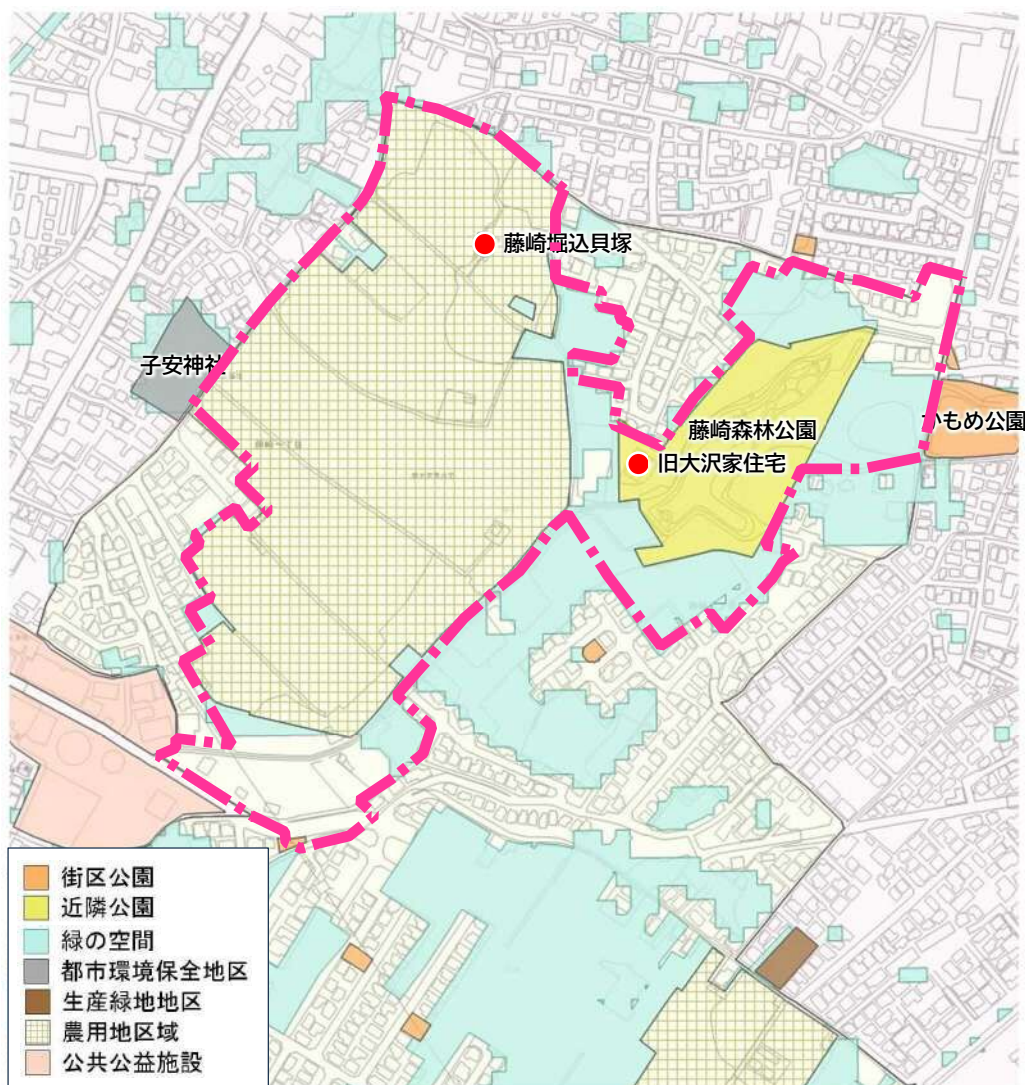 藤崎堀込貝塚
子安神社
かもめ公園
藤崎森林公園
旧大沢家住宅
街区公園
近隣公園
緑の空間
都市環境保全地区
生産緑地地区
農用地区域
公共公益施設